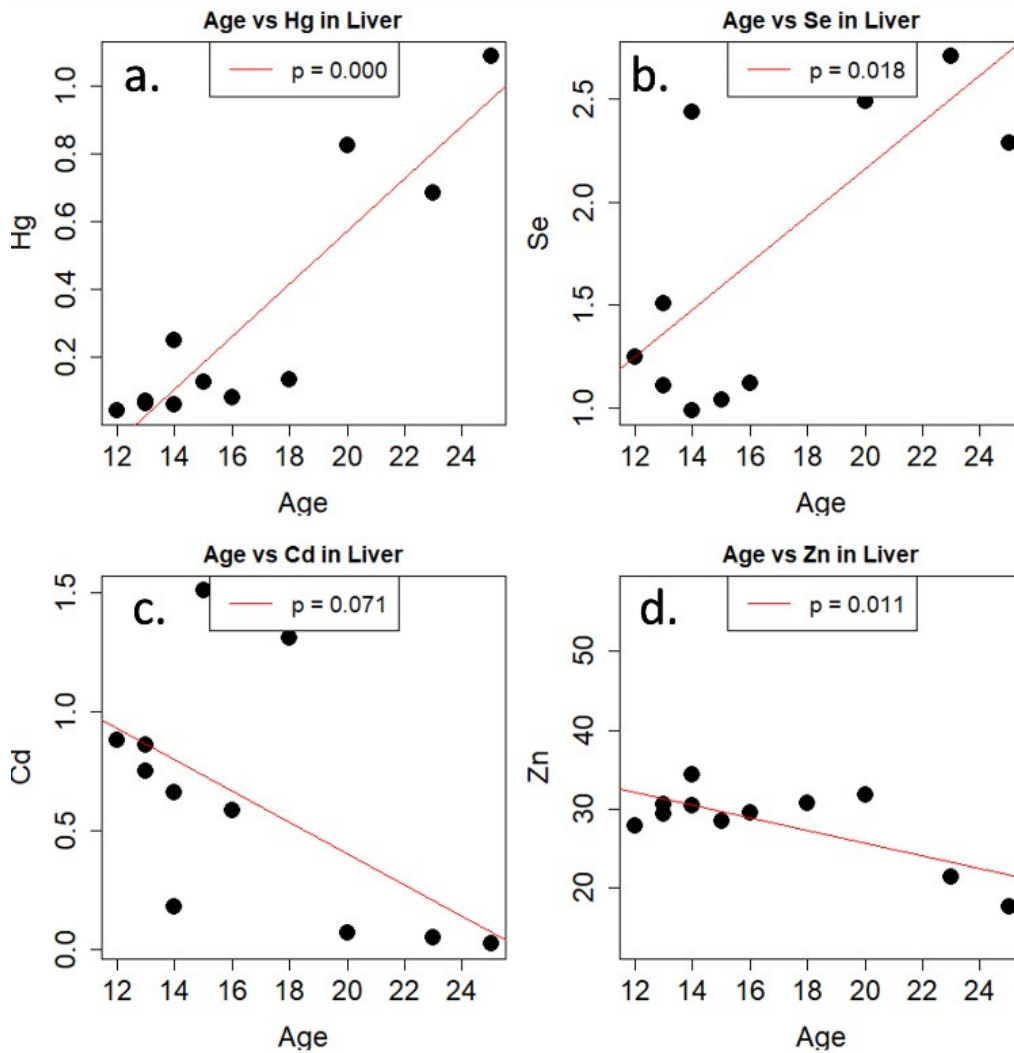 Age vs Hg in Liver
a.
p = 0.000
Hg
1.0
0.8
0.6
0.4
0.2
12 14 16 18 20 22 24
Age
Age vs Se in Liver
b.
p = 0.018
Se
2.5
2.0
1.5
1.0
12 14 16 18 20 22 24
Age
Age vs Cd in Liver
c.
p = 0.071
Cd
1.5
1.0
0.5
0.0
12 14 16 18 20 22 24
Age
Age vs Zn in Liver
d.
p = 0.011
Zn
50
40
30
20
12 14 16 18 20 22 24
Age